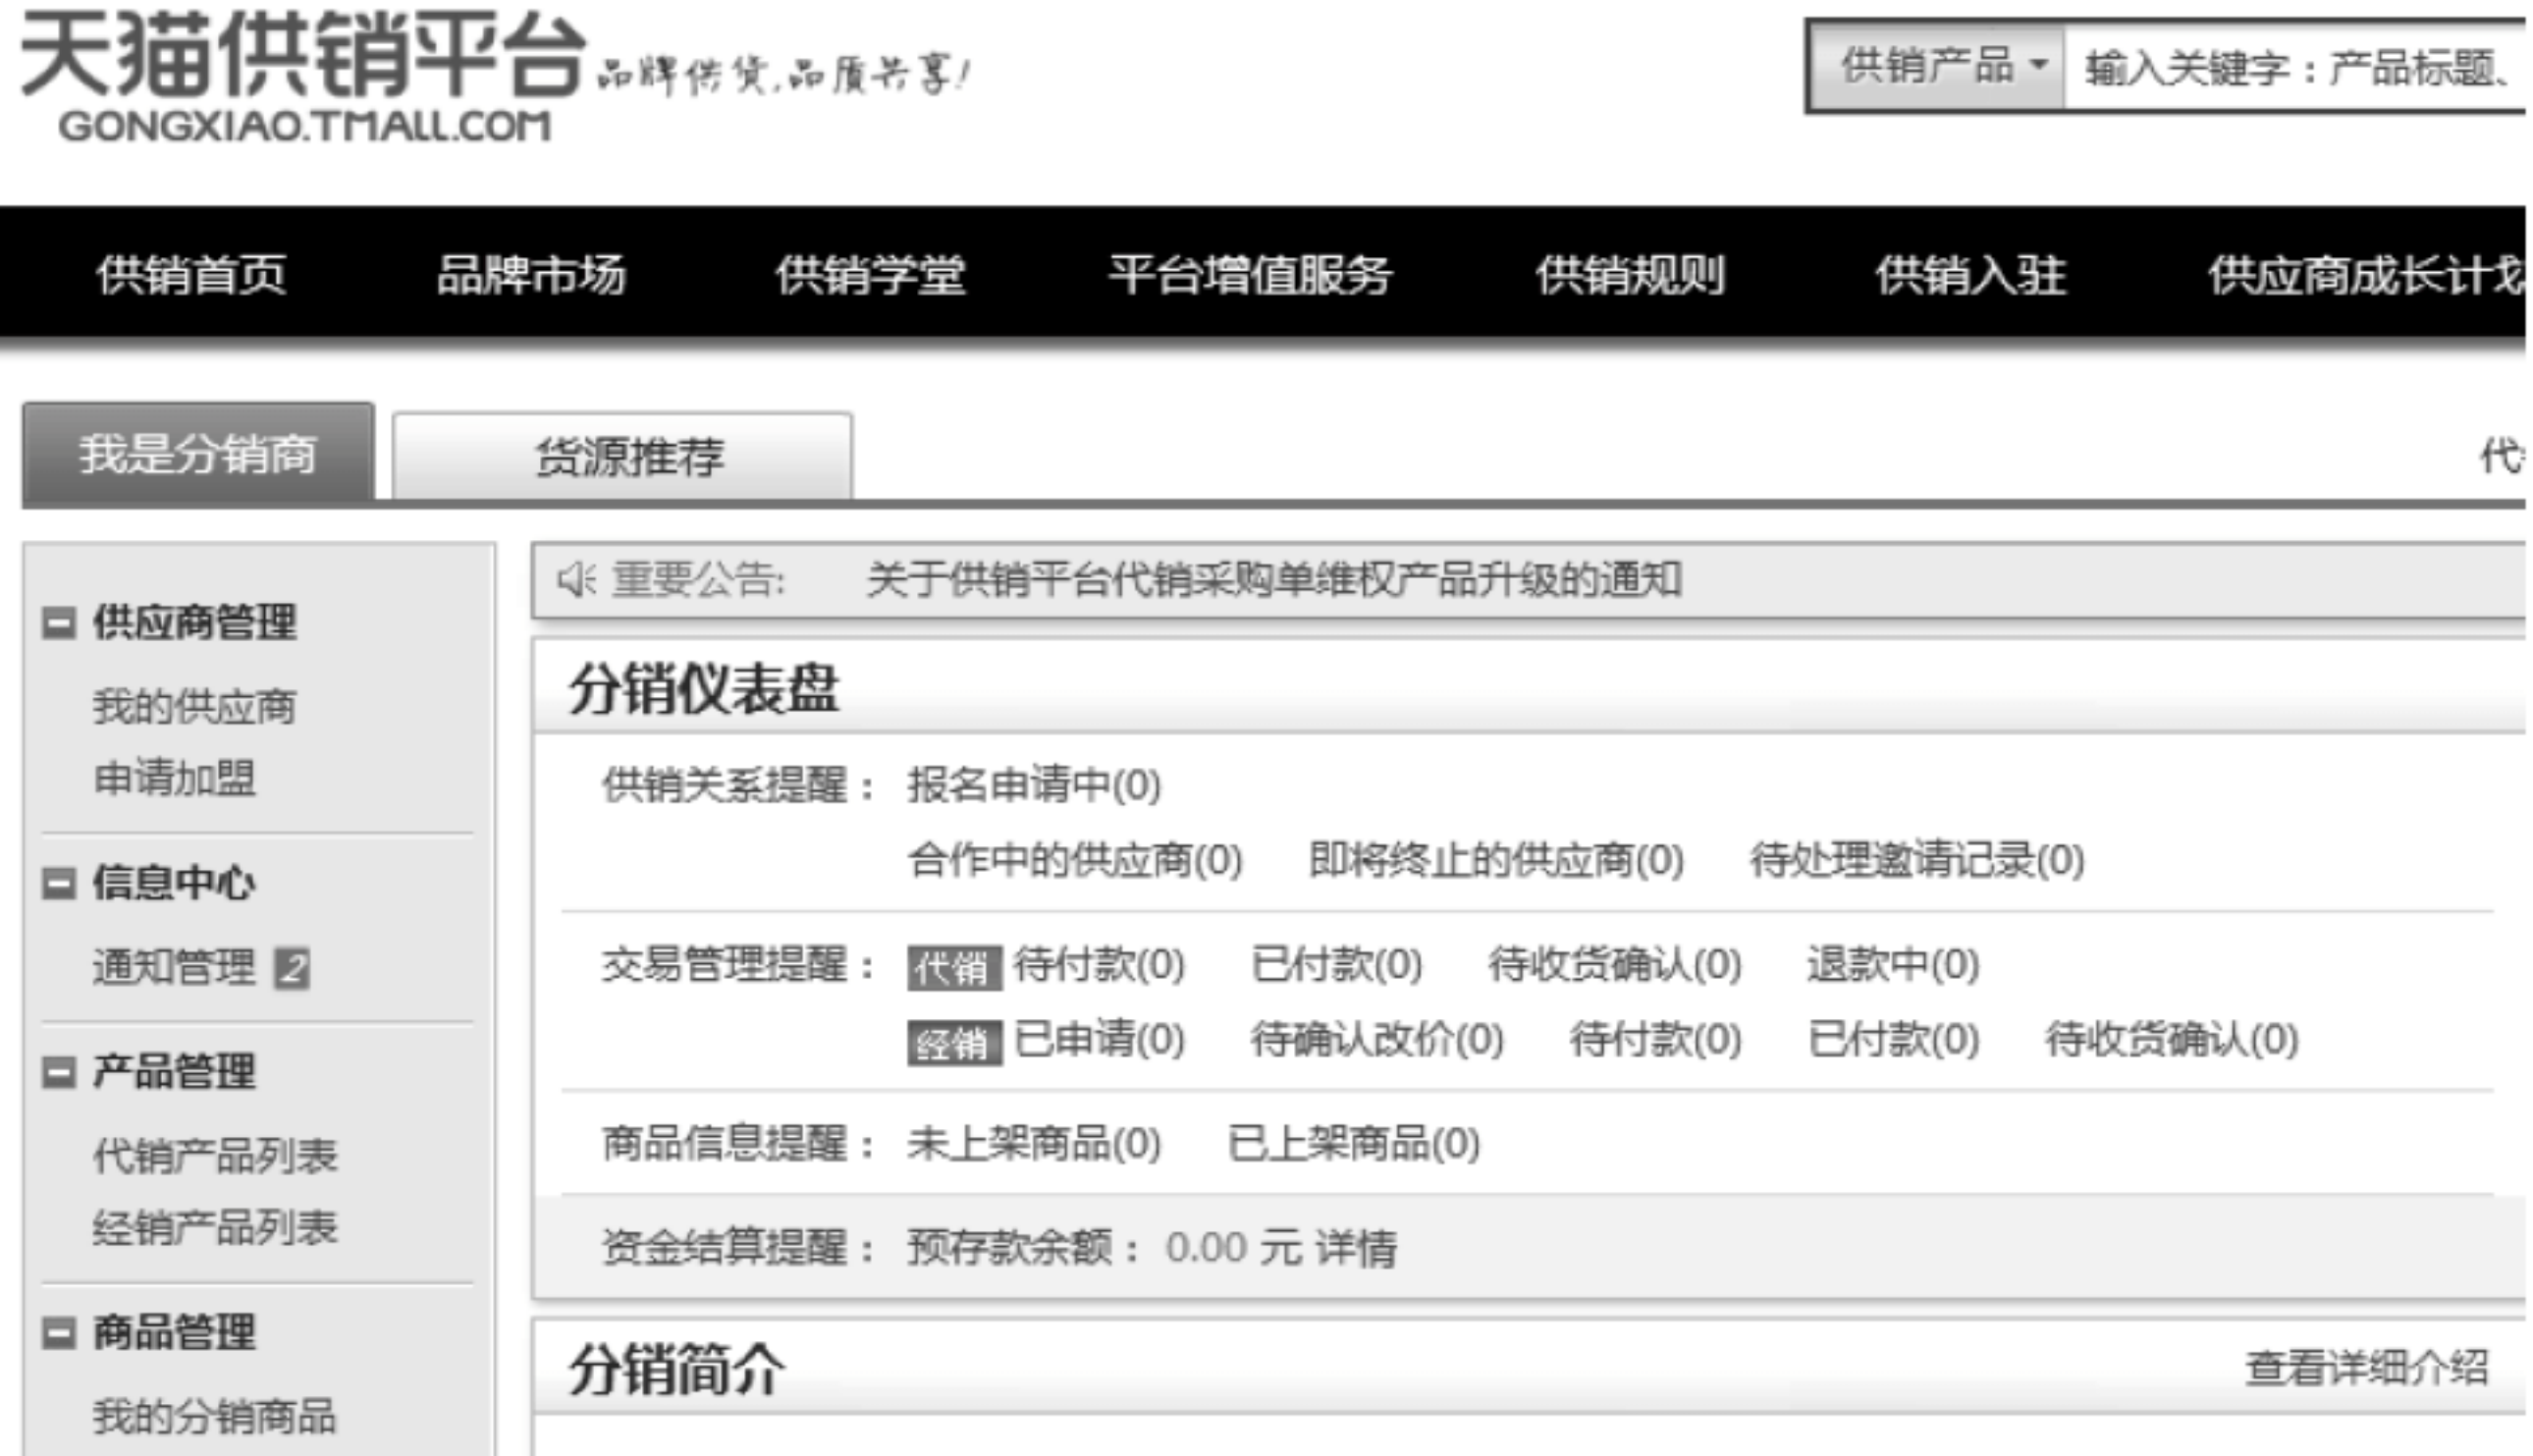 天猫供销平台 品牌供货,品质共享!
GONGXIAO.TMALL.COM
供销产品 输入关键字：产品标题、
供销首页 品牌市场 供销学堂 平台增值服务 供销规则 供销入驻 供应商成长计划
我是分销商 货源推荐 代
供应商管理
我的供应商
申请加盟
信息中心
通知管理 2
产品管理
代销产品列表
经销产品列表
商品管理
我的分销商品
重要公告: 关于供销平台代销采购单维权产品升级的通知
分销仪表盘
供销关系提醒： 报名申请中(0)
合作中的供应商(0) 即将终止的供应商(0) 待处理邀请记录(0)
交易管理提醒： 代销 待付款(0) 已付款(0) 待收货确认(0) 退款中(0)
经销 已申请(0) 待确认改价(0) 待付款(0) 已付款(0) 待收货确认(0)
商品信息提醒： 未上架商品(0) 已上架商品(0)
资金结算提醒： 预存款余额： 0.00 元 详情
分销简介 查看详细介绍